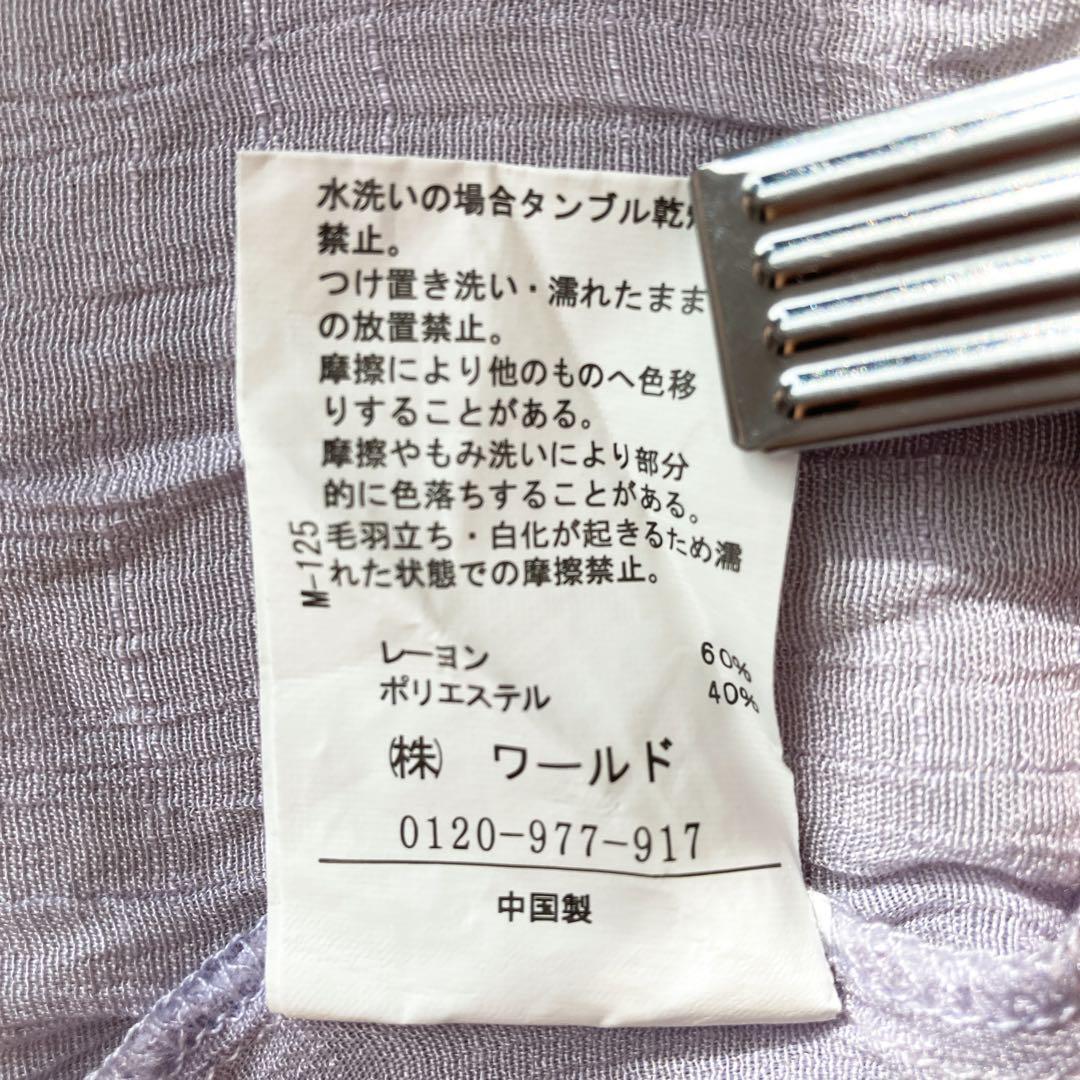 水洗いの場合タンブル乾燥
禁止。
つけ置き洗い・濡れたまま
の放置禁止。
摩擦により他のものへ色移
りすることがある。
摩擦やもみ洗いにより部分
的に色落ちすることがある。
毛羽立ち・白化が起きるため濡
れた状態での摩擦禁止。
M-125
レーヨン 60%
ポリエステル 40%
㈱ ワールド
0120-977-917
中国製